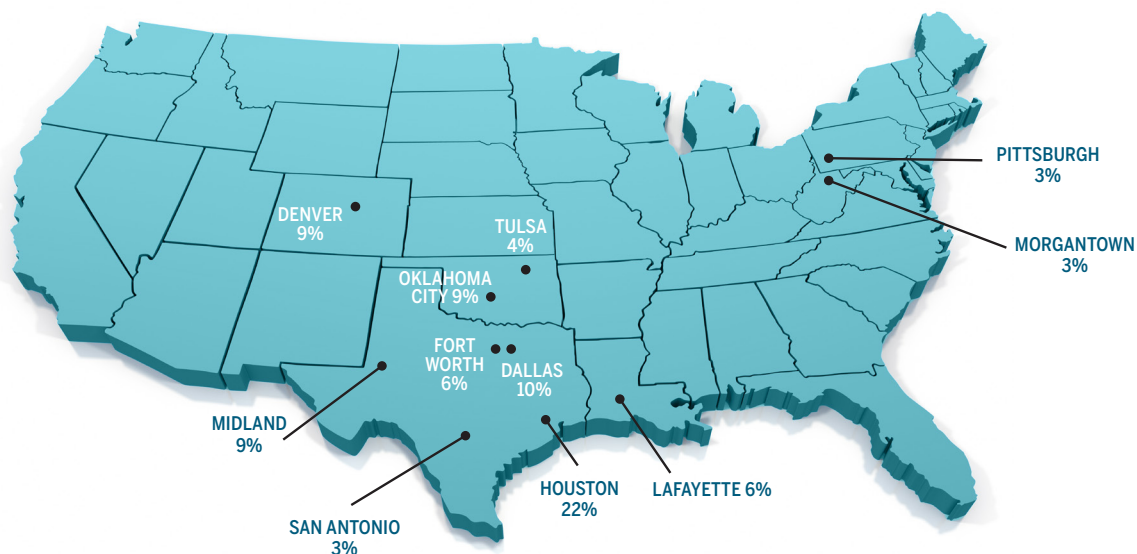 PITTSBURGH
3%
DENVER
9%
TULSA
4%
MORGANTOWN
3%
OKLAHOMA
CITY 9%
FORT
WORTH
6%
DALLAS
10%
MIDLAND
9%
HOUSTON
22%
LAFAYETTE 6%
SAN ANTONIO
3%